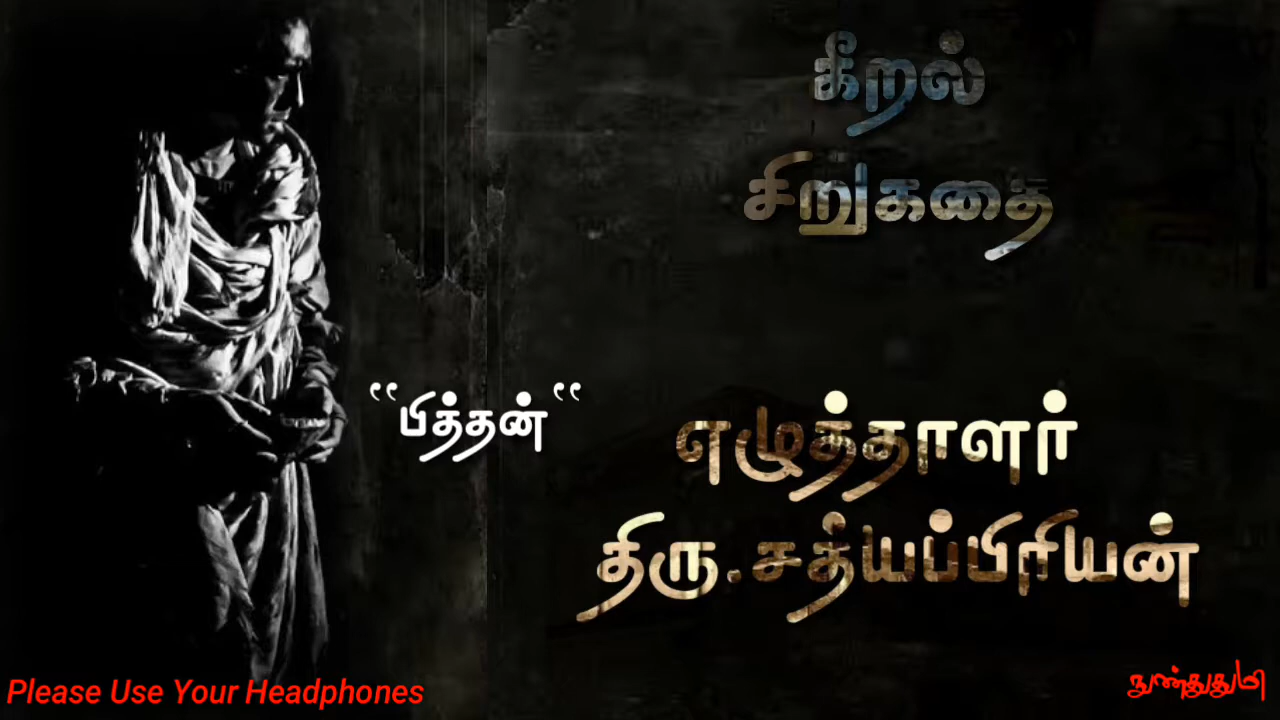 கீறல்
சிறுகதை
"பித்தன்"
எழுத்தாளர்
திரு.சத்யப்பிரியன்
Please Use Your Headphones